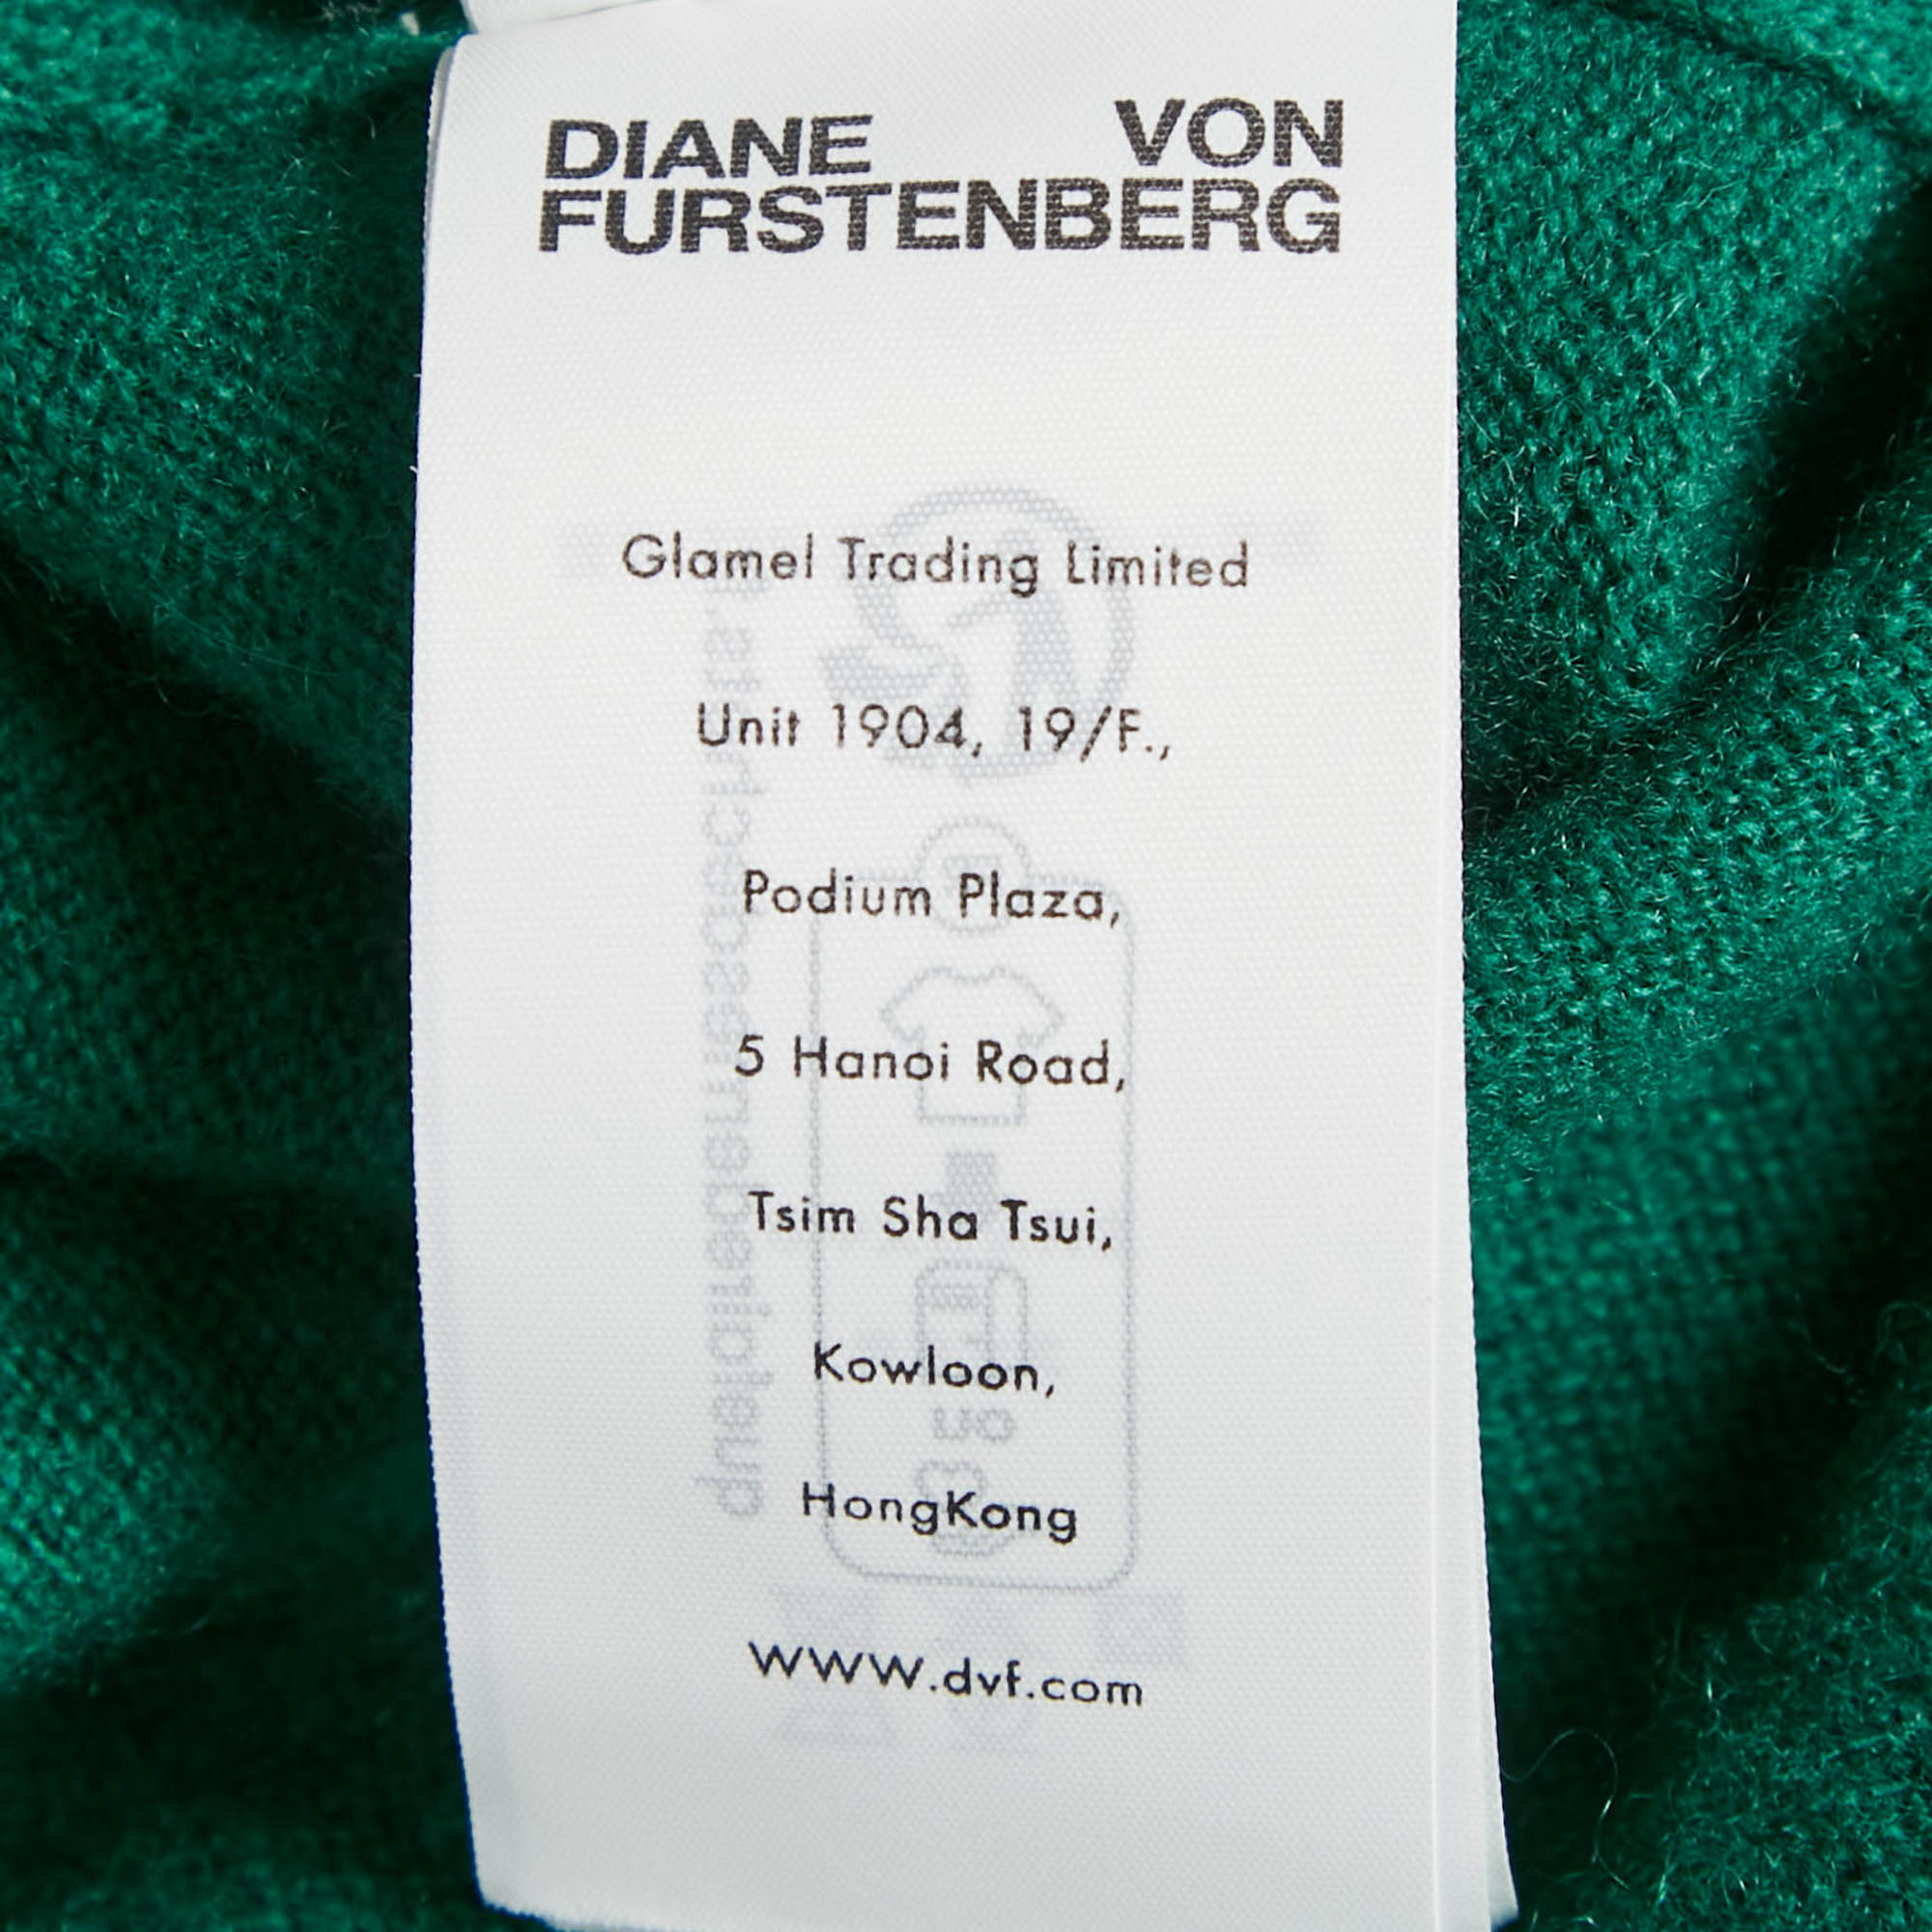 DIANE VON
FURSTENBERG
Glamel Trading Limited
Unit 1904, 19/F.,
Podium Plaza,
5 Hanoi Road,
Tsim Sha Tsui,
Kowloon,
HongKong
www.dvf.com